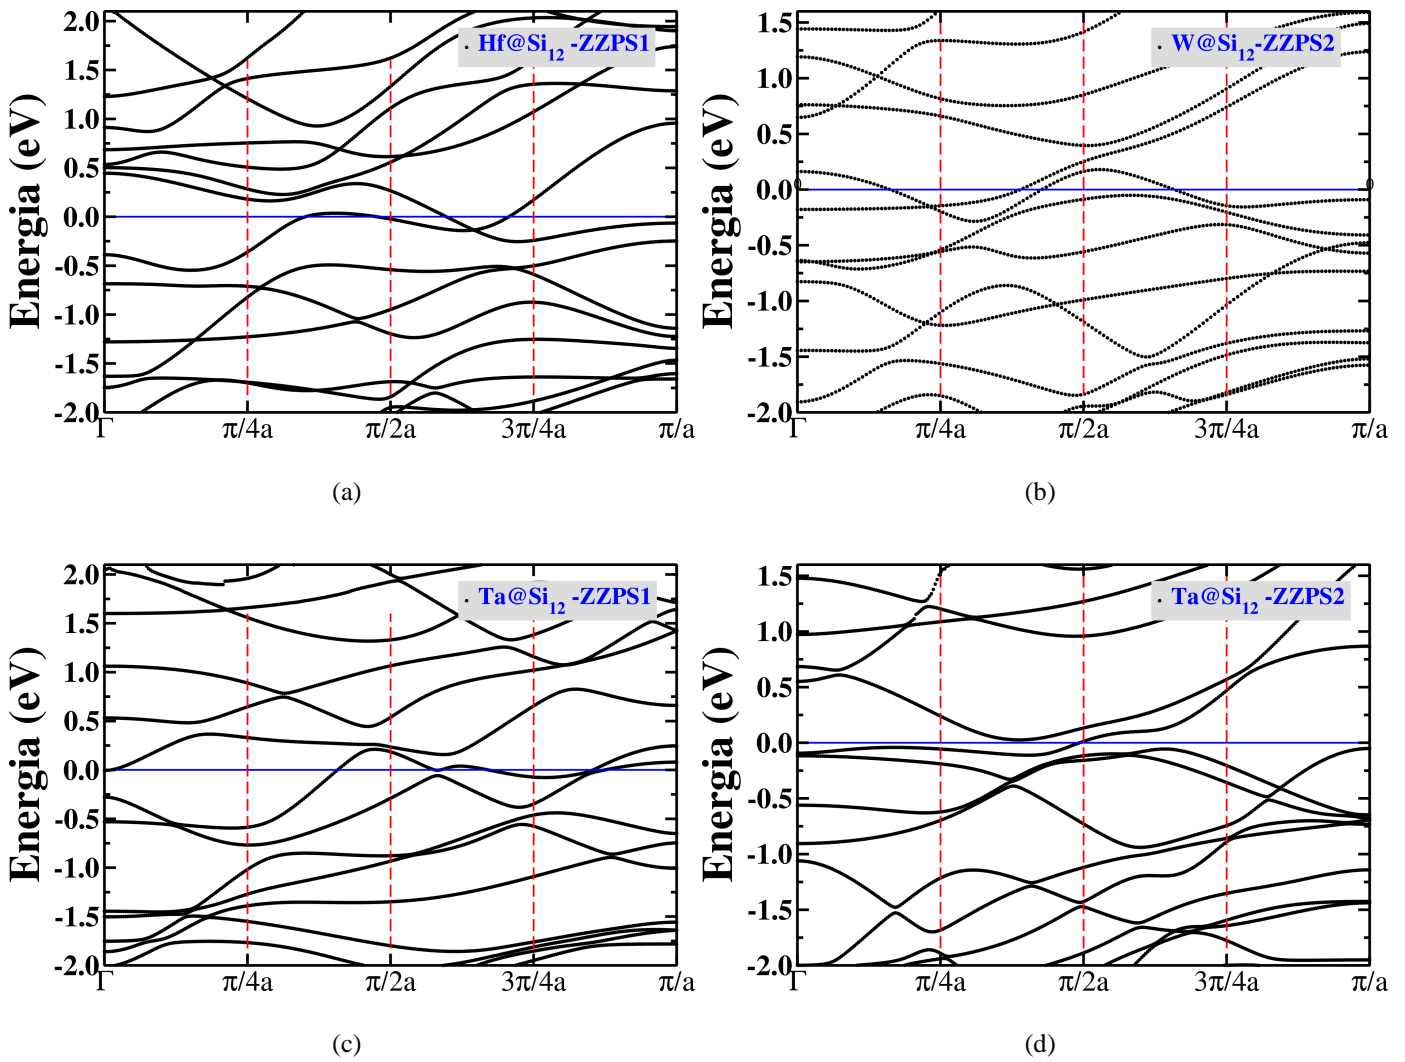 Hf@Si12 -ZZPS1
Energia (eV)
2.0
1.5
1.0
0.5
0.0
-0.5
-1.0
-1.5
-2.0
Γ π/4a π/2a 3π/4a π/a
(a)
W@Si12-ZZPS2
Energia (eV)
1.5
1.0
0.5
0.0
-0.5
-1.0
-1.5
-2.0
0 0
Γ π/4a π/2a 3π/4a π/a
(b)
Ta@Si12 -ZZPS1
Energia (eV)
2.0
1.5
1.0
0.5
0.0
-0.5
-1.0
-1.5
-2.0
Γ π/4a π/2a 3π/4a π/a
(c)
Ta@Si12 -ZZPS2
Energia (eV)
1.5
1.0
0.5
0.0
-0.5
-1.0
-1.5
-2.0
Γ π/4a π/2a 3π/4a π/a
(d)